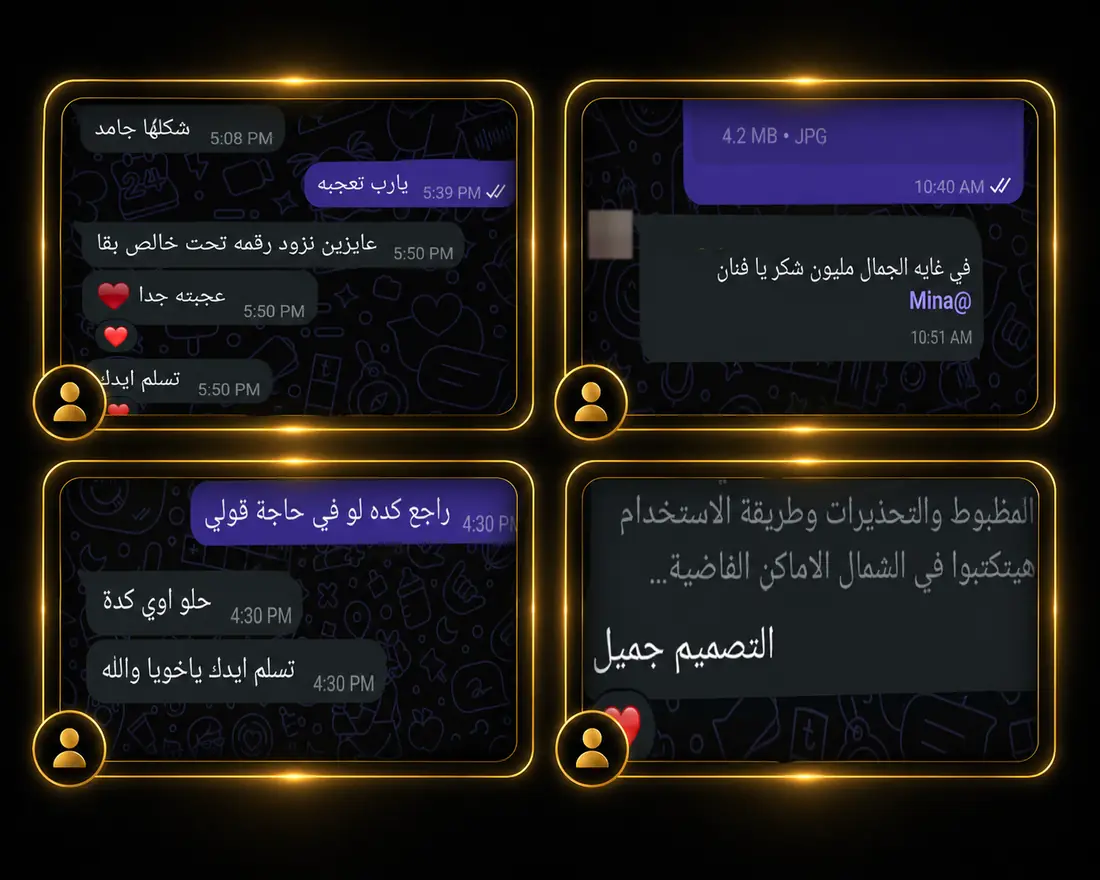 شكلهُا جامد 5:08 PM
يارب تعجبه 5:39 PM
عايزين نزود رقمه تحت خالص بقا 5:50 PM
عجبته جدا 5:50 PM
تسلم ايدك 5:50 PM
4.2 MB • JPG
10:40 AM
في غايه الجمال مليون شكر يا فنان
@Mina
10:51 AM
راجع كده لو في حاجة قولي 4:30 PM
حلو اوي كدة 4:30 PM
تسلم ايدك ياخويا والله 4:30 PM
المظبوط والتحذيرات وطريقة الاستخدام
هيتكتبوا في الشمال الاماكن الفاضية...
التصميم جميل